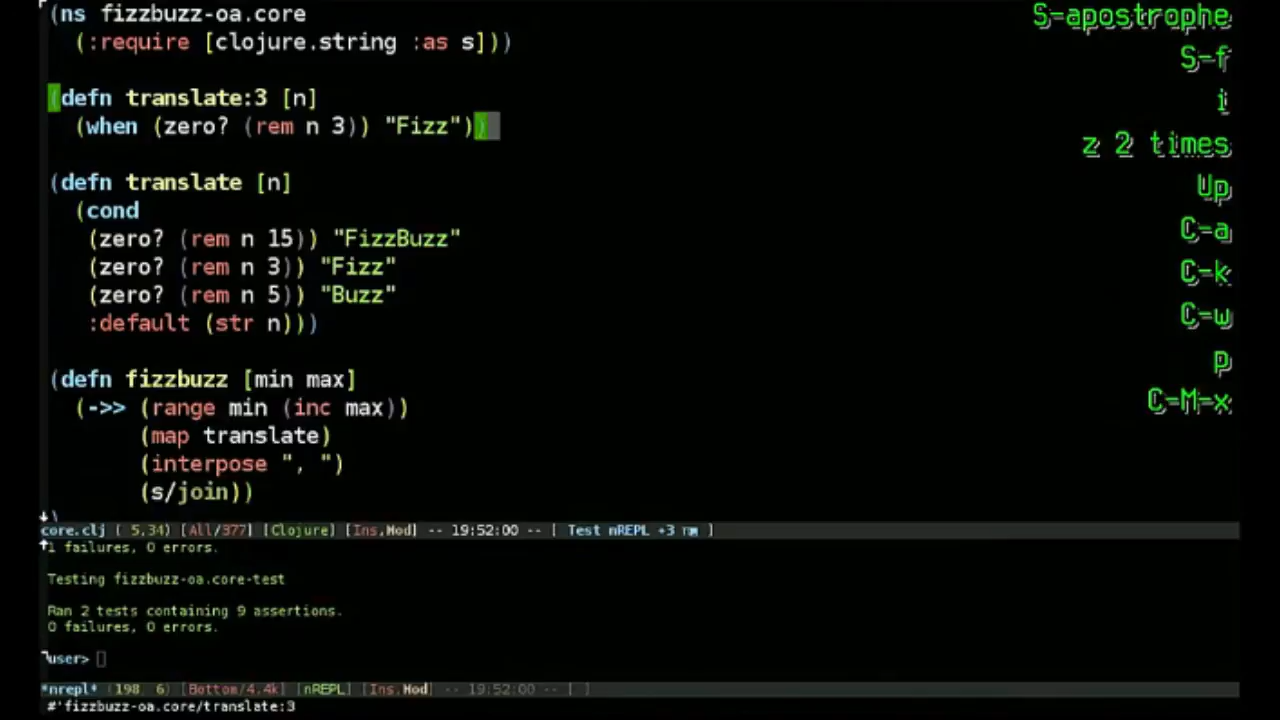 (ns fizzbuzz-oa.core
  (:require [clojure.string :as s]))
(defn translate:3 [n]
  (when (zero? (rem n 3)) "Fizz"))
(defn translate [n]
  (cond
   (zero? (rem n 15)) "FizzBuzz"
   (zero? (rem n 3)) "Fizz"
   (zero? (rem n 5)) "Buzz"
   :default (str n)))
(defn fizzbuzz [min max]
  (->> (range min (inc max))
       (map translate)
       (interpose ", ")
       (s/join))
S-apostrophe
S-f
i
z 2 times
Up
C-a
C-k
C-w
p
C-M-x
core.clj ( 5,34) [All/377] [Clojure] [Ins,Mod] -- 19:52:00 -- [ Test nREPL +3 rm ]
1 failures, 0 errors.
Testing fizzbuzz-oa.core-test
Ran 2 tests containing 9 assertions.
0 failures, 0 errors.
user>
*nrepl* (198, 6) [Bottom/4.4k] [nREPL] [Ins,Mod] -- 19:52:00 -- [ ]
#'fizzbuzz-oa.core/translate:3